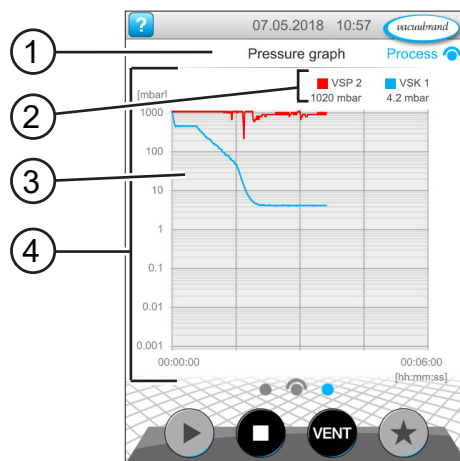 ? 07.05.2018 10:57 vacuubrand
1 Pressure graph Process
2 VSP 2 VSK 1
1020 mbar 4.2 mbar
[mbar]
1000
100
3
10
4
1
0.1
0.01
0.001
00:00:00 00:06:00
[hh:mm:ss]
VENT